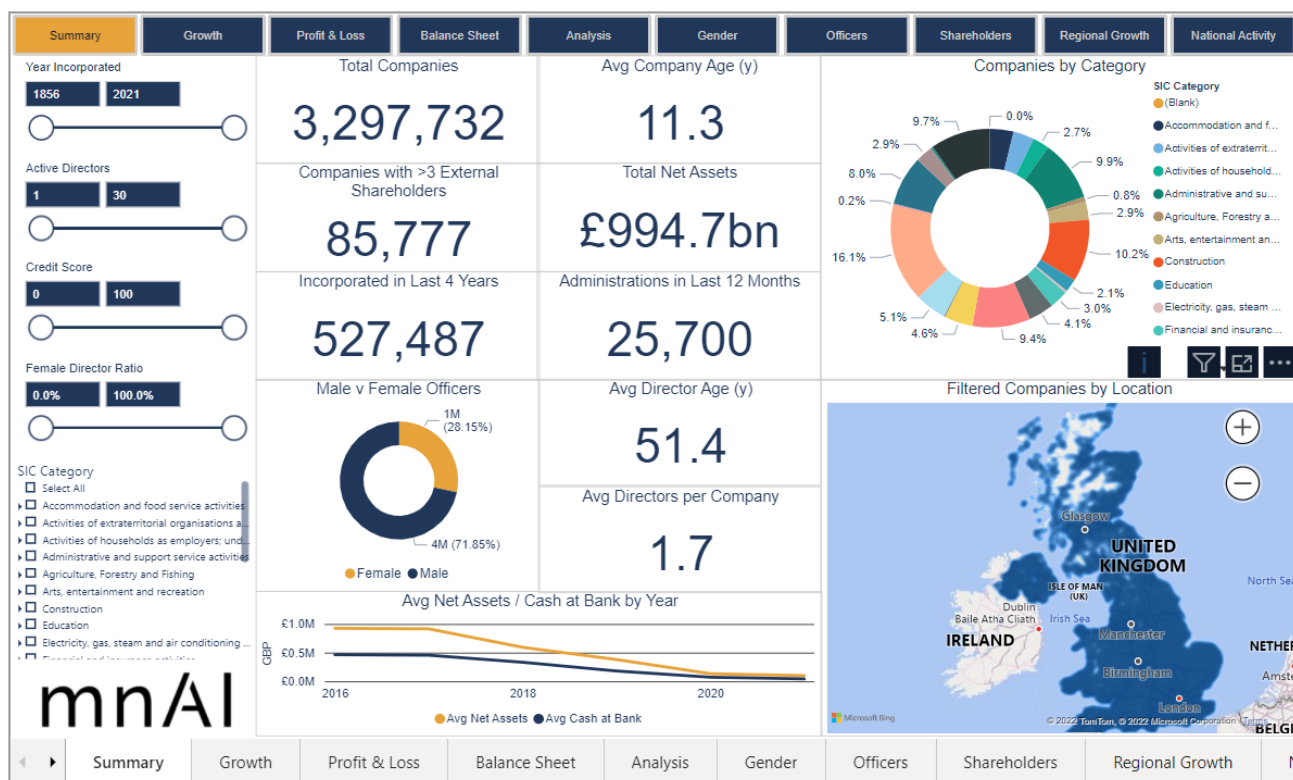 Summary
Growth
Profit & Loss
Balance Sheet
Analysis
Gender
Officers
Shareholders
Regional Growth
National Activity
Year Incorporated
1856
2021
Active Directors
1
30
Credit Score
0
100
Female Director Ratio
0.0%
100.0%
SIC Category
Select All
Accommodation and food service activities
Activities of extraterritorial organisations a...
Activities of households as employers; und...
Administrative and support service activities
Agriculture, Forestry and Fishing
Arts, entertainment and recreation
Construction
Education
Electricity, gas, steam and air conditioning ...
Financial and insurance activities
mnAI
Total Companies
3,297,732
Avg Company Age (y)
11.3
Companies with >3 External
Shareholders
85,777
Total Net Assets
£994.7bn
Incorporated in Last 4 Years
527,487
Administrations in Last 12 Months
25,700
Male v Female Officers
1M
(28.15%)
4M (71.85%)
Female
Male
Avg Director Age (y)
51.4
Avg Directors per Company
1.7
Avg Net Assets / Cash at Bank by Year
GBP
£1.0M
£0.5M
£0.0M
2016
2018
2020
Avg Net Assets
Avg Cash at Bank
Companies by Category
0.0%
2.7%
9.9%
0.8%
2.9%
10.2%
2.1%
3.0%
4.1%
9.4%
4.6%
5.1%
16.1%
0.2%
8.0%
2.9%
9.7%
SIC Category
(Blank)
Accommodation and f...
Activities of extraterrit...
Activities of household...
Administrative and su...
Agriculture, Forestry a...
Arts, entertainment an...
Construction
Education
Electricity, gas, steam ...
Financial and insuranc...
i
Filtered Companies by Location
Glasgow
UNITED
KINGDOM
North Sea
ISLE OF MAN
(UK)
Dublin
Baile Atha Cliath
Irish Sea
IRELAND
Manchester
Birmingham
London
NETHER
Amste
BELG
Microsoft Bing
© 2022 TomTom, © 2022 Microsoft Corporation Terms
Summary
Growth
Profit & Loss
Balance Sheet
Analysis
Gender
Officers
Shareholders
Regional Growth
N